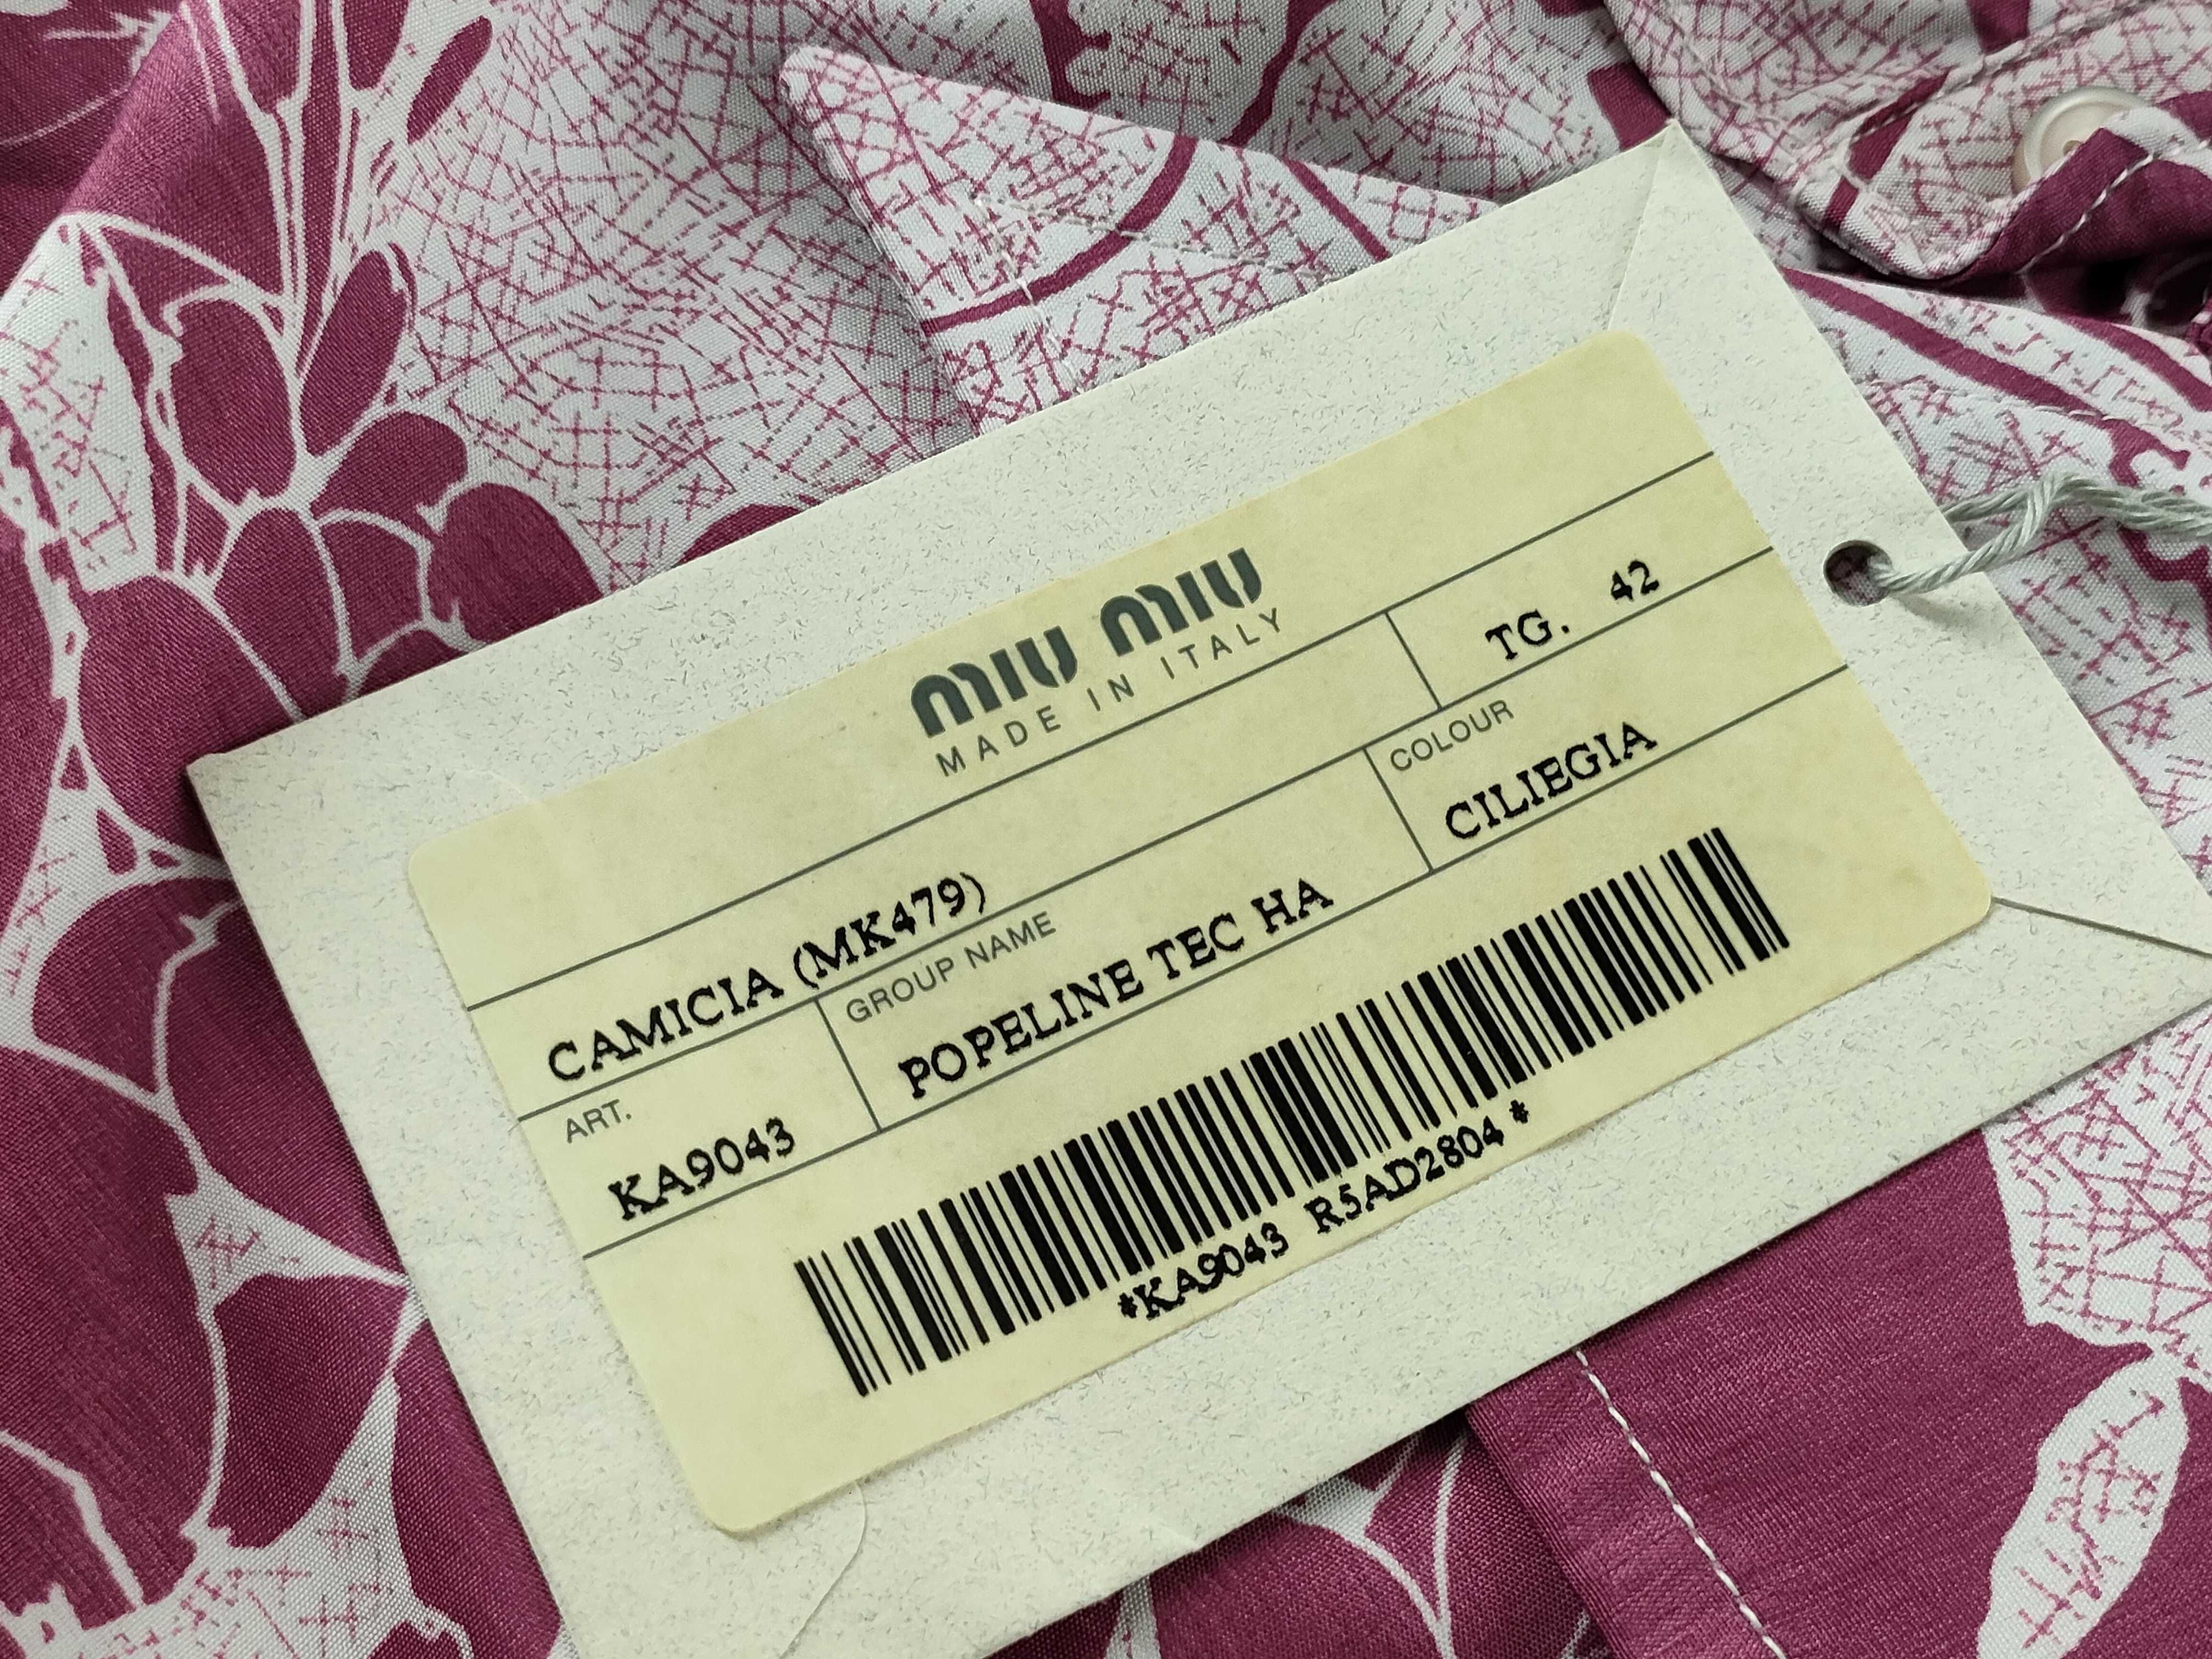 MIU MIU
MADE IN ITALY
CAMICIA (MK479)
TG. 42
ART.
KA9043
GROUP NAME
POPELINE TEC HA
COLOUR
CILIEGIA
*KA9043 R5AD2804 *